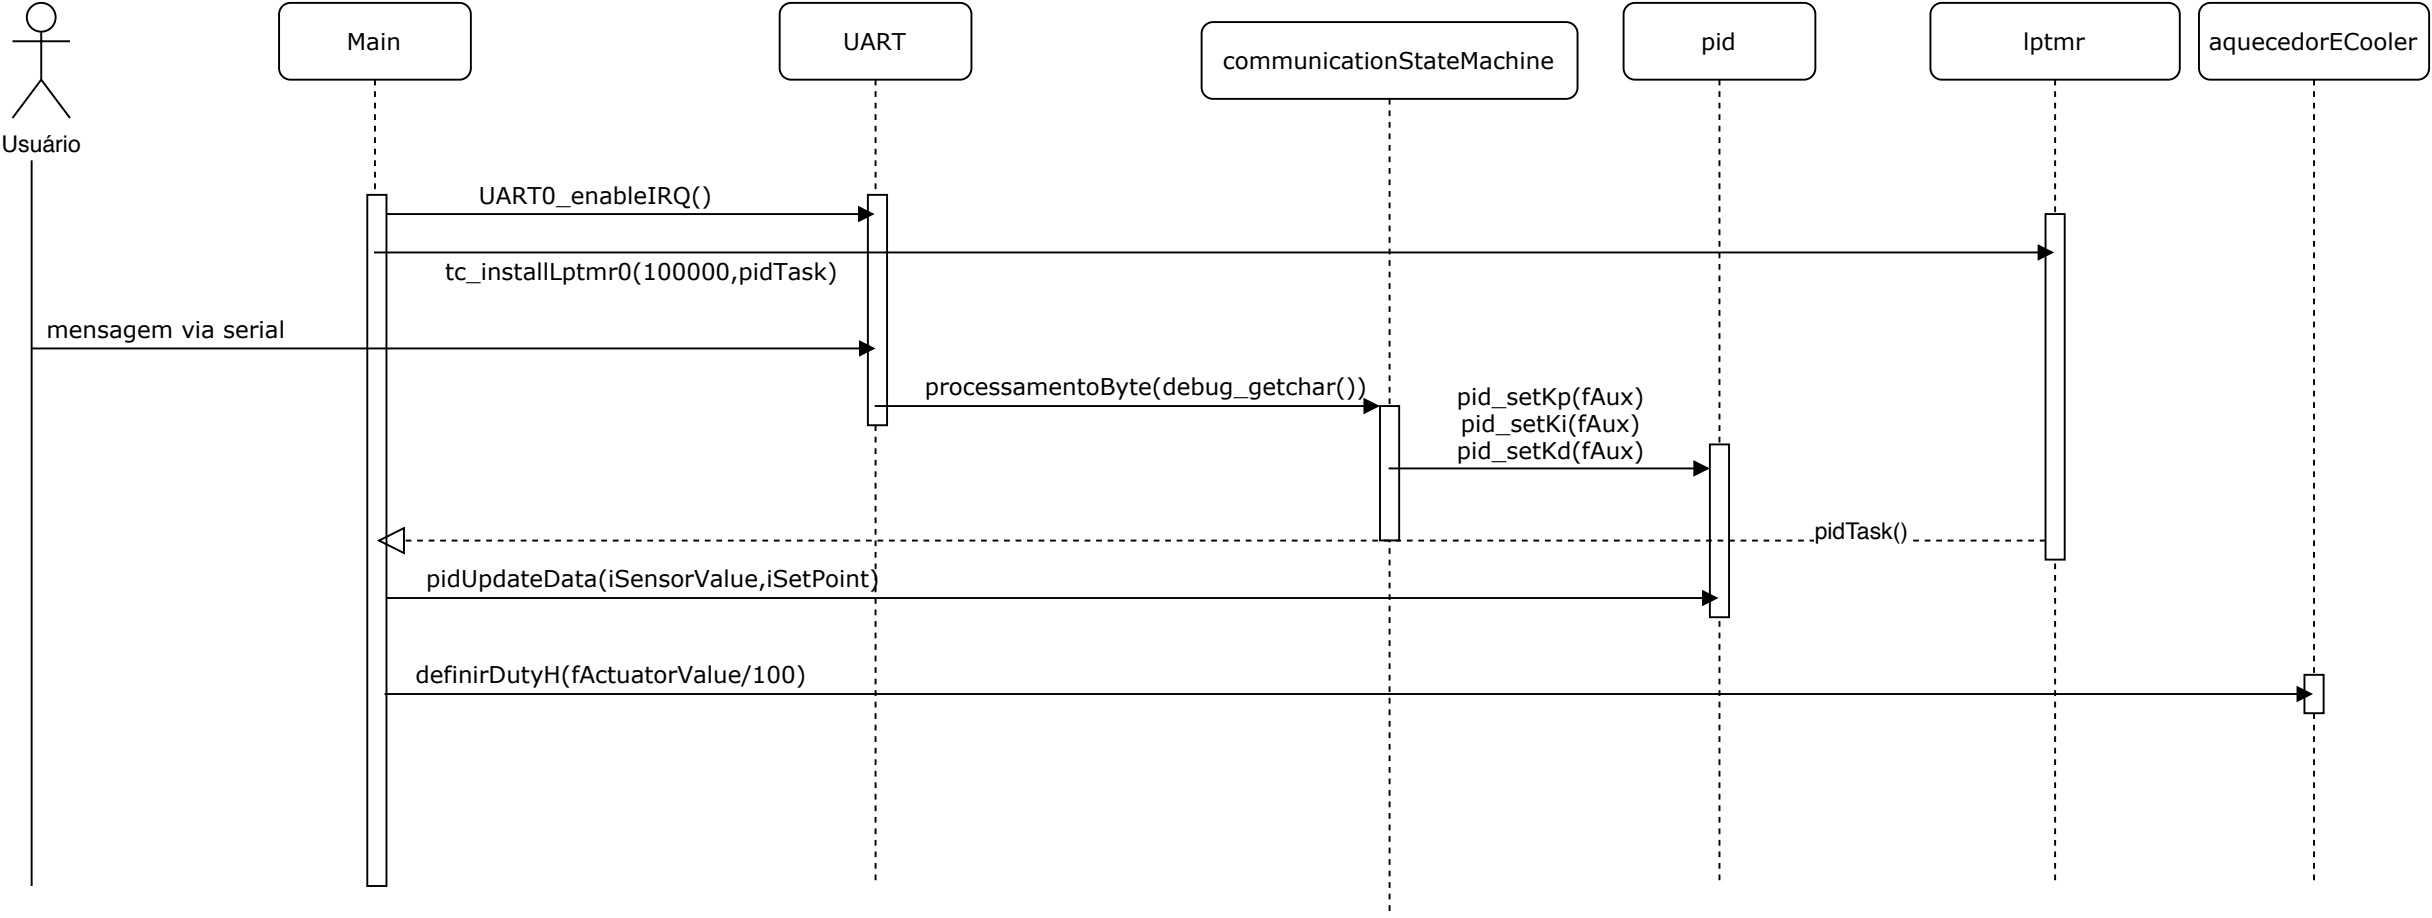 Usuário
Main
UART
communicationStateMachine
pid
lptmr
aquecedorECooler
UART0_enableIRQ()
tc_installLptmr0(100000,pidTask)
mensagem via serial
processamentoByte(debug_getchar())
pid_setKp(fAux)
pid_setKi(fAux)
pid_setKd(fAux)
pidTask()
pidUpdateData(iSensorValue,iSetPoint)
definirDutyH(fActuatorValue/100)